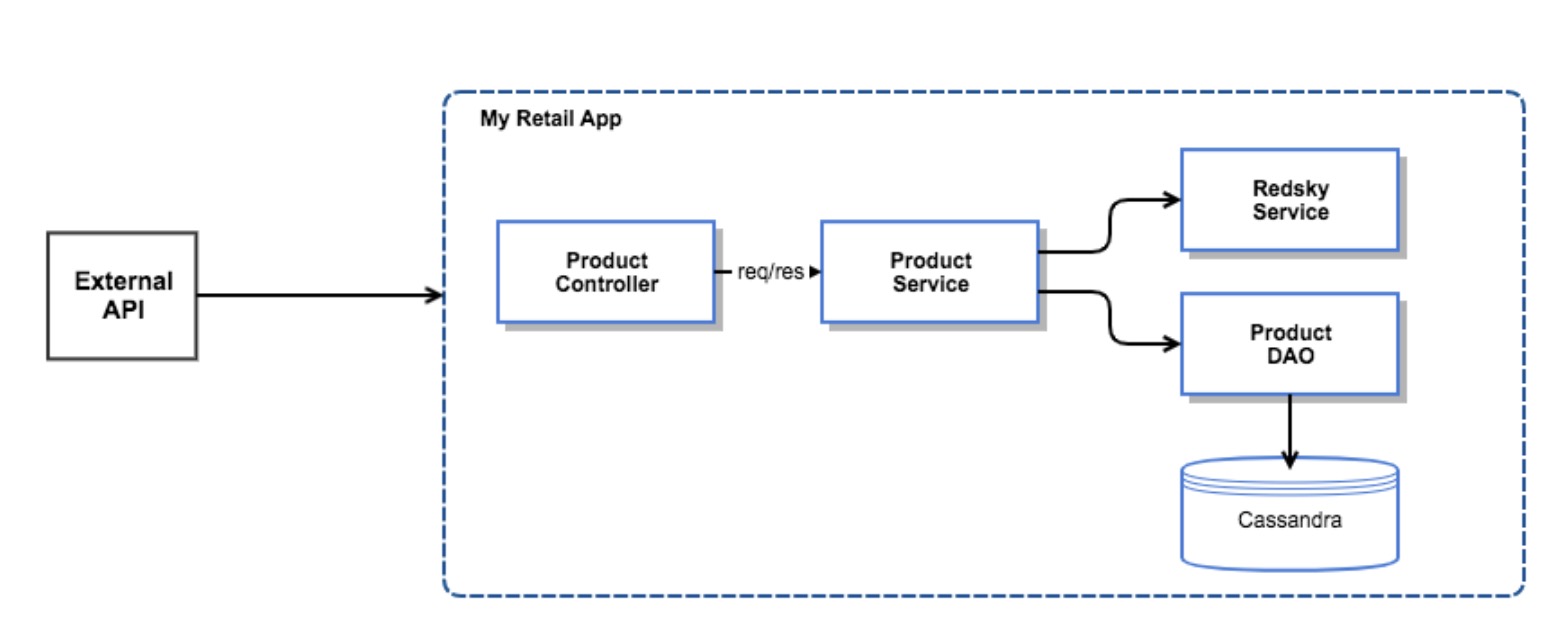 My Retail App
External
API
Product
Controller
req/res
Product
Service
Redsky
Service
Product
DAO
Cassandra